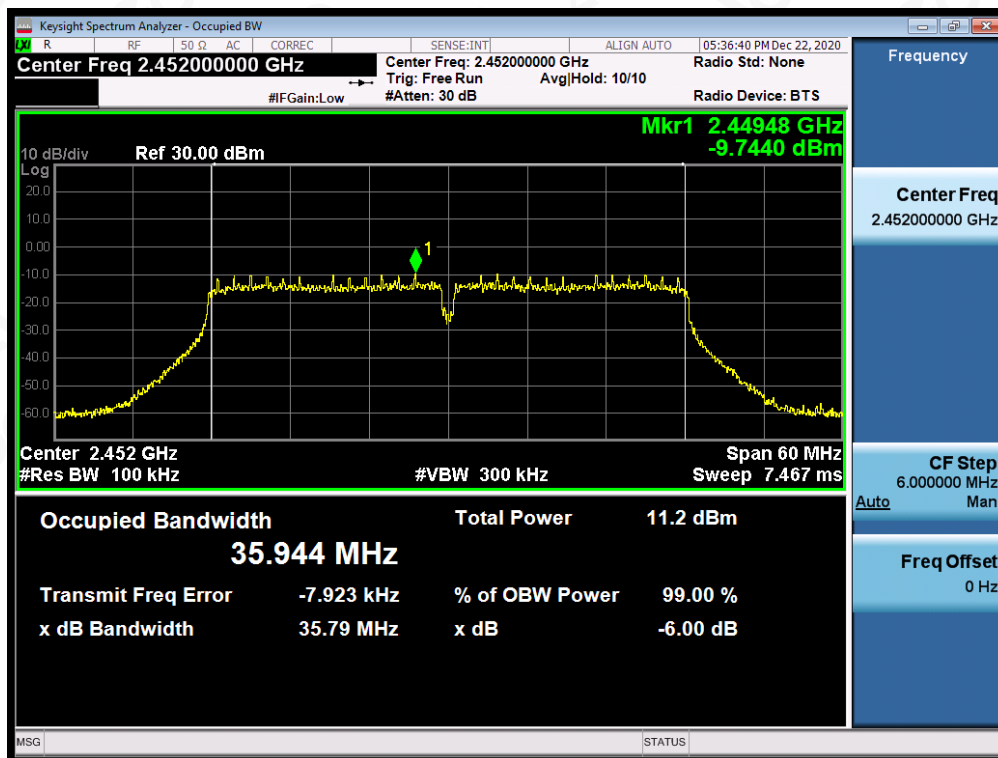 Keysight Spectrum Analyzer - Occupied BW
LXI R RF 50 Ω AC CORREC SENSE:INT ALIGN AUTO 05:36:40 PM Dec 22, 2020
Center Freq 2.452000000 GHz
#IFGain:Low
Center Freq: 2.452000000 GHz
Trig: Free Run Avg|Hold: 10/10
#Atten: 30 dB
Radio Std: None
Radio Device: BTS
Mkr1 2.44948 GHz
-9.7440 dBm
10 dB/div Ref 30.00 dBm
Log
20.0
10.0
0.00
-10.0
-20.0
-30.0
-40.0
-50.0
-60.0
1
Center 2.452 GHz Span 60 MHz
#Res BW 100 kHz #VBW 300 kHz Sweep 7.467 ms
Occupied Bandwidth Total Power 11.2 dBm
35.944 MHz
Transmit Freq Error -7.923 kHz % of OBW Power 99.00 %
x dB Bandwidth 35.79 MHz x dB -6.00 dB
MSG STATUS
Frequency
Center Freq
2.452000000 GHz
CF Step
6.000000 MHz
Auto Man
Freq Offset
0 Hz